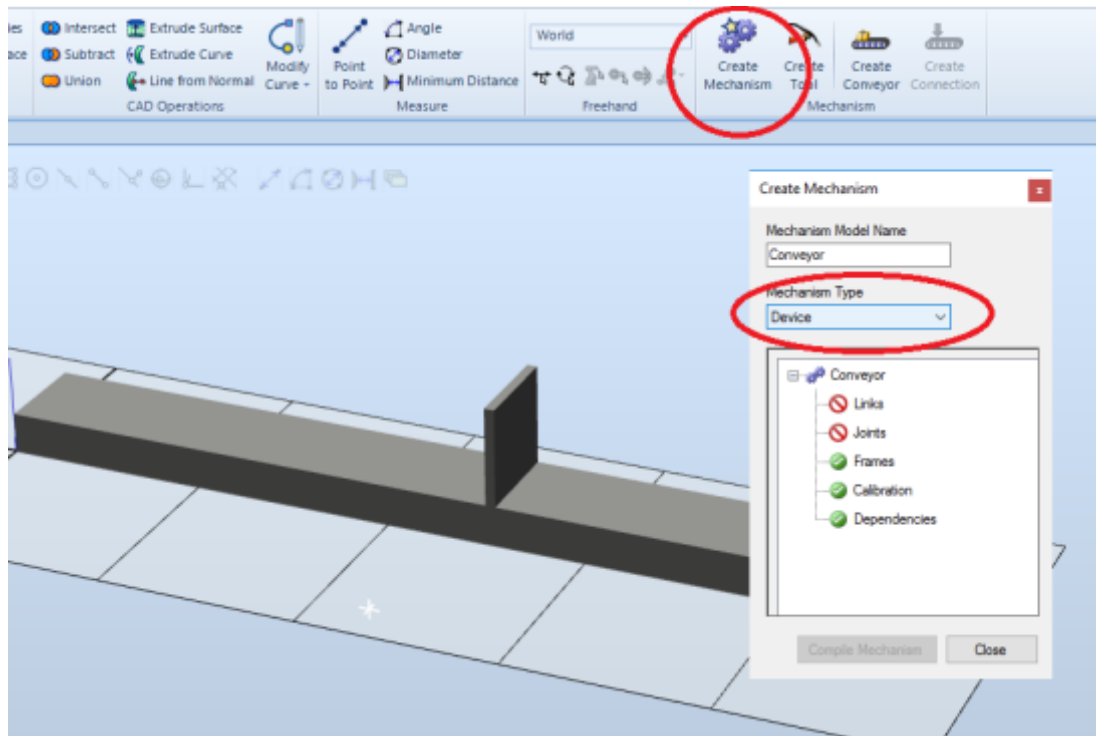 Intersect
Extrude Surface
Subtract
Extrude Curve
Union
Line from Normal
CAD Operations
Modify
Curve
Point
to Point
Angle
Diameter
Minimum Distance
Measure
World
Freehand
Create
Mechanism
Create
Tool
Create
Conveyor
Create
Connection
Mechanism
Create Mechanism
Mechanism Model Name
Conveyor
Mechanism Type
Device
Conveyor
Links
Joints
Frames
Calibration
Dependencies
Compile Mechanism
Close